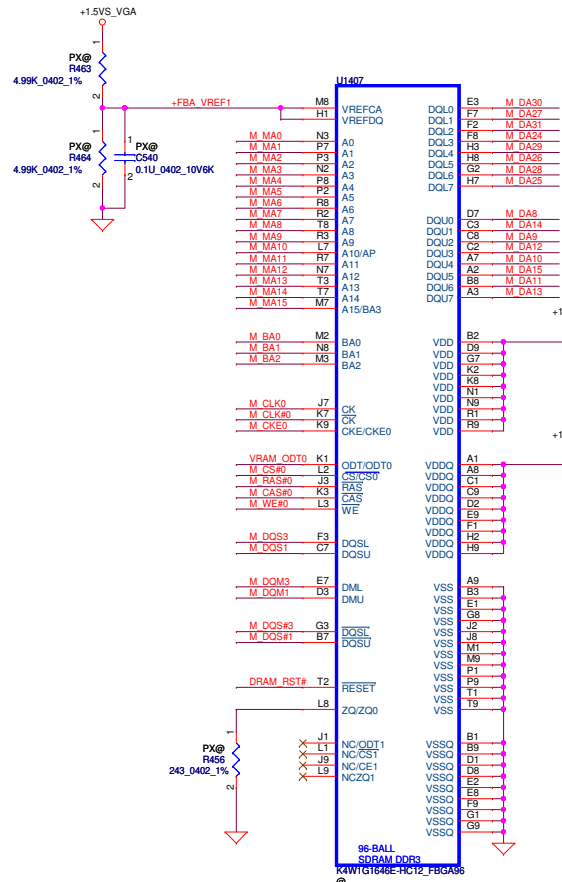 +1.5VS_VGA
1
PX@
R463
4.99K_0402_1%
2
+FBA_VREF1
1
PX@
R464
4.99K_0402_1%
2
1
PX@
C540
0.1U_0402_10V6K
2
U1407
M8 VREFCA
H1 VREFDQ
M_MA0 N3 A0
M_MA1 P7 A1
M_MA2 P3 A2
M_MA3 N2 A3
M_MA4 P8 A4
M_MA5 P2 A5
M_MA6 R8 A6
M_MA7 R2 A7
M_MA8 T8 A8
M_MA9 R3 A9
M_MA10 L7 A10/AP
M_MA11 R7 A11
M_MA12 N7 A12
M_MA13 T3 A13
M_MA14 T7 A14
M_MA15 M7 A15/BA3
M_BA0 M2 BA0
M_BA1 N8 BA1
M_BA2 M3 BA2
M_CLK0 J7 CK
M_CLK#0 K7 CK
M_CKE0 K9 CKE/CKE0
VRAM_ODT0 K1 ODT/ODT0
M_CS#0 L2 CS/CS0
M_RAS#0 J3 RAS
M_CAS#0 K3 CAS
M_WE#0 L3 WE
M_DQS3 F3 DQSL
M_DQS1 C7 DQSU
M_DQM3 E7 DML
M_DQM1 D3 DMU
M_DQS#3 G3 DQSL
M_DQS#1 B7 DQSU
DRAM_RST# T2 RESET
L8 ZQ/ZQ0
1
PX@
R456
243_0402_1%
2
J1 NC/ODT1
L1 NC/CS1
J9 NC/CE1
L9 NCZQ1
DQL0 E3 M_DA30
DQL1 F7 M_DA27
DQL2 F2 M_DA31
DQL3 F8 M_DA24
DQL4 H3 M_DA29
DQL5 H8 M_DA26
DQL6 G2 M_DA28
DQL7 H7 M_DA25
DQU0 D7 M_DA8
DQU1 C3 M_DA14
DQU2 C8 M_DA9
DQU3 C2 M_DA12
DQU4 A7 M_DA10
DQU5 A2 M_DA15
DQU6 B8 M_DA11
DQU7 A3 M_DA13
+1
VDD B2
VDD D9
VDD G7
VDD K2
VDD K8
VDD N1
VDD N9
VDD R1
VDD R9
+1
VDDQ A1
VDDQ A8
VDDQ C1
VDDQ C9
VDDQ D2
VDDQ E9
VDDQ F1
VDDQ H2
VDDQ H9
VSS A9
VSS B3
VSS E1
VSS G8
VSS J2
VSS J8
VSS M1
VSS M9
VSS P1
VSS P9
VSS T1
VSS T9
VSSQ B1
VSSQ B9
VSSQ D1
VSSQ D8
VSSQ E2
VSSQ E8
VSSQ F9
VSSQ G1
VSSQ G9
96-BALL
SDRAM DDR3
K4W1G1646E-HC12_FBGA96
@